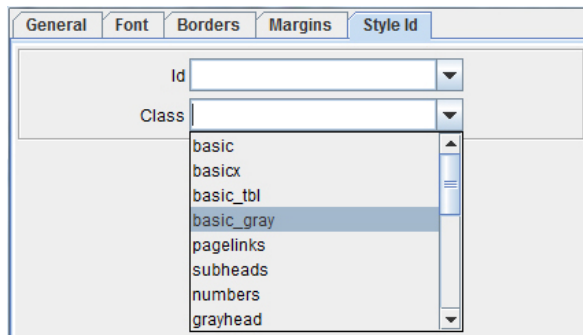 General Font Borders Margins Style Id
Id
Class
basic
basicx
basic_tbl
basic_gray
pagelinks
subheads
numbers
grayhead